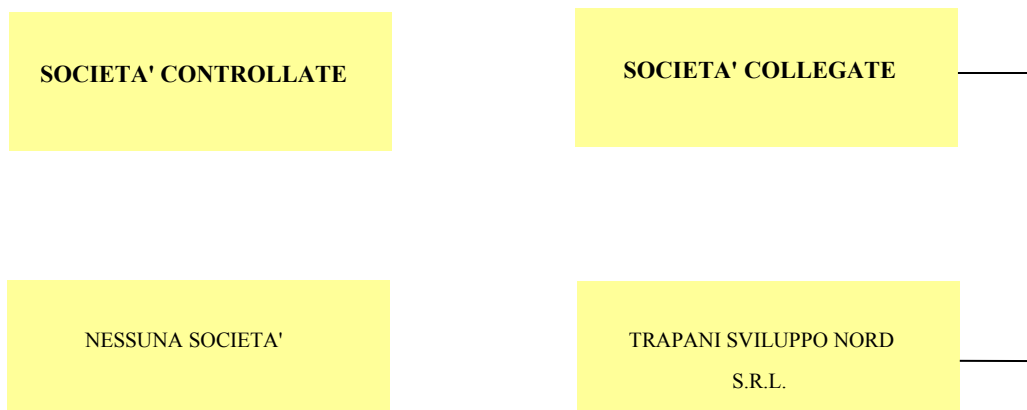 SOCIETA' CONTROLLATE
SOCIETA' COLLEGATE
NESSUNA SOCIETA'
TRAPANI SVILUPPO NORD
S.R.L.